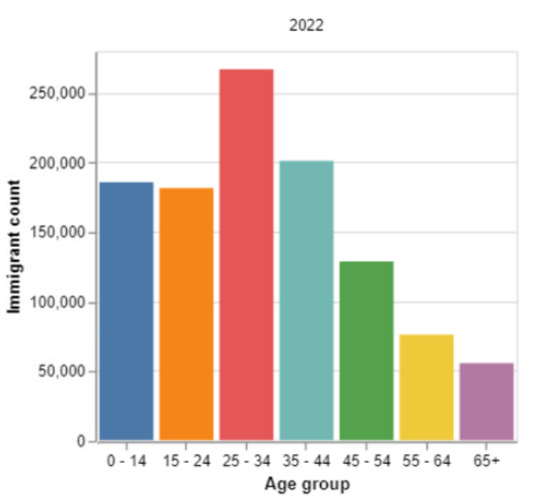 2022
Immigrant count
250,000
200,000
150,000
100,000
50,000
0
0 - 14 15 - 24 25 - 34 35 - 44 45 - 54 55 - 64 65+
Age group